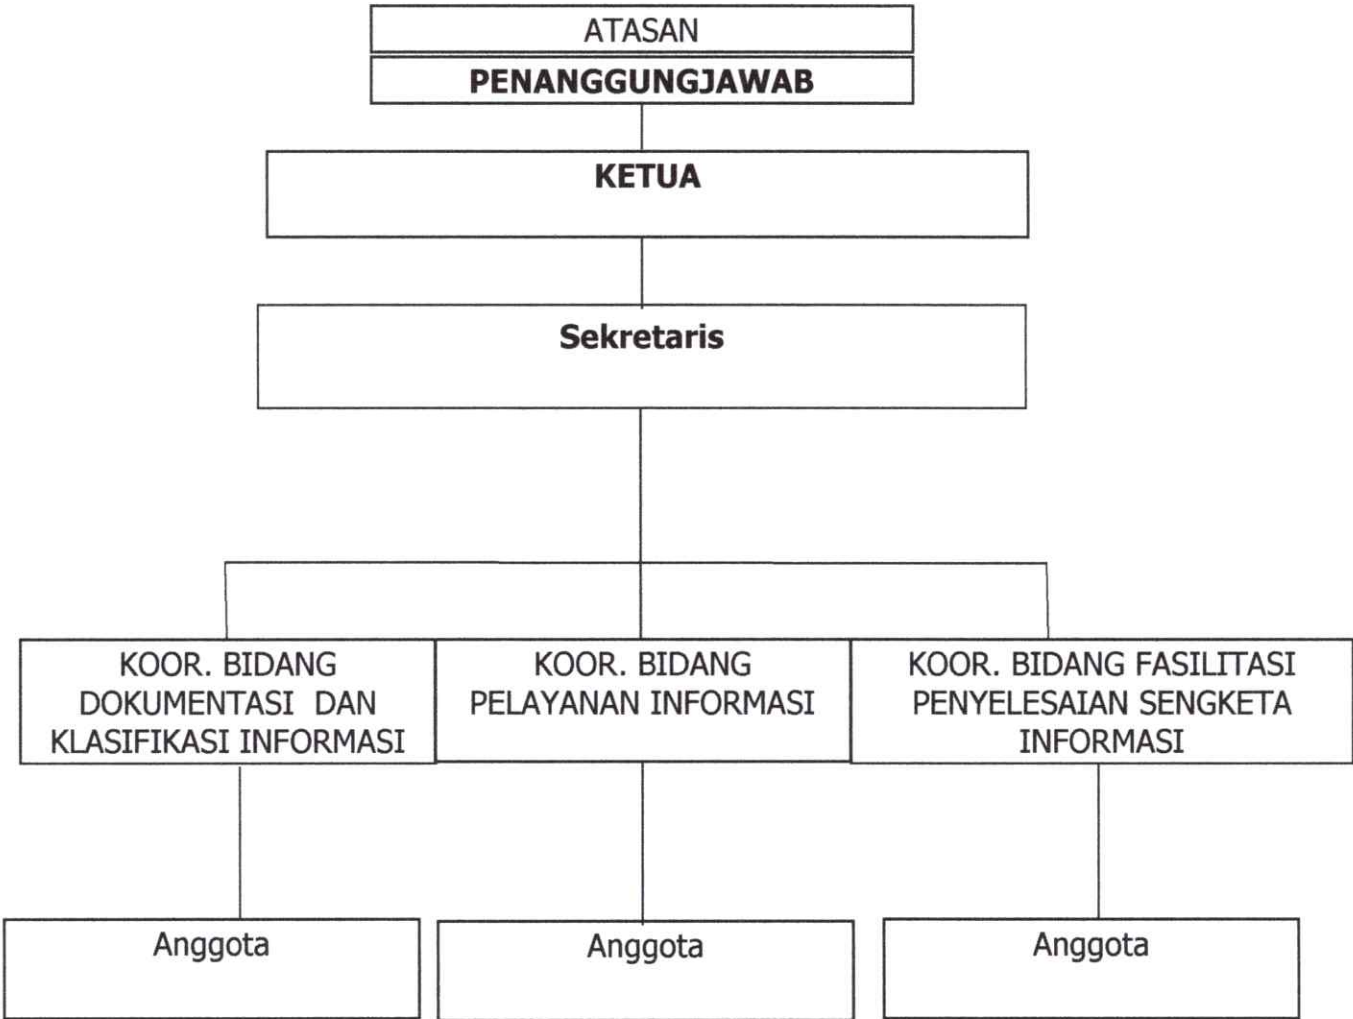 ATASAN
PENANGGUNGJAWAB
KETUA
Sekretaris
KOOR. BIDANG
DOKUMENTASI DAN
KLASIFIKASI INFORMASI
KOOR. BIDANG
PELAYANAN INFORMASI
KOOR. BIDANG FASILITASI
PENYELESAIAN SENGKETA
INFORMASI
Anggota
Anggota
Anggota